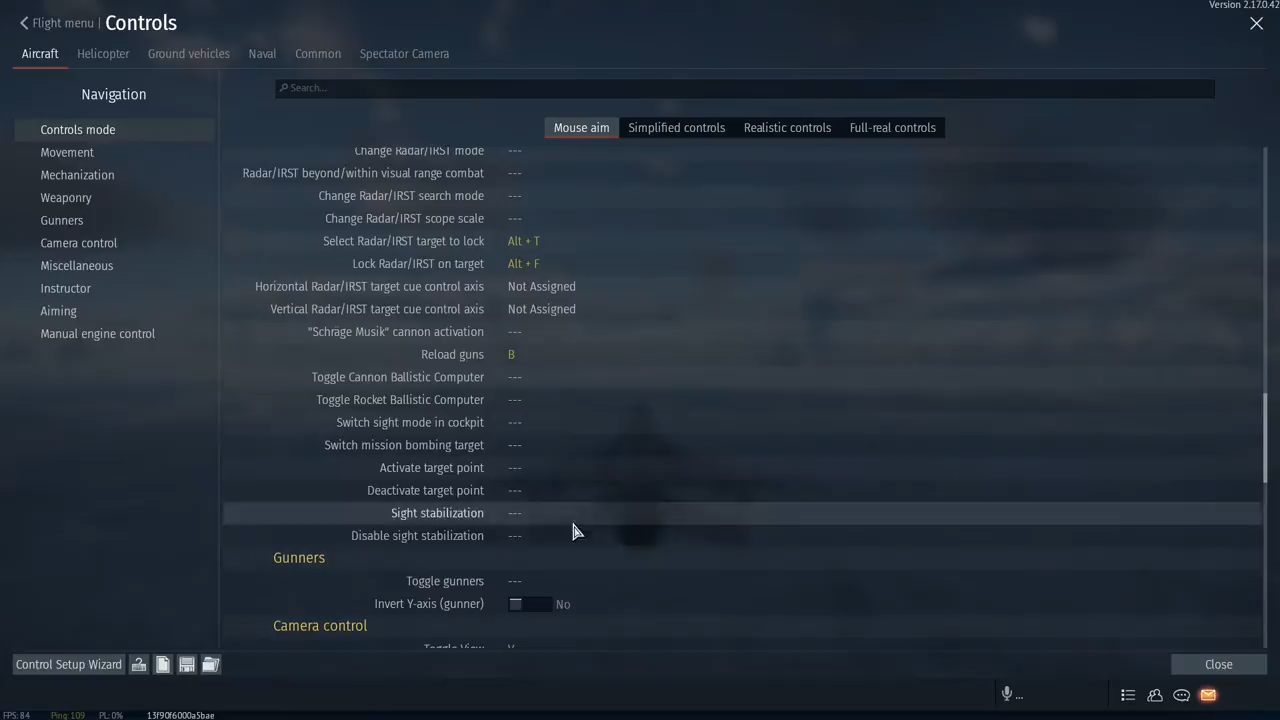 Version 2.17.0.42
Flight menu | Controls
Aircraft Helicopter Ground vehicles Naval Common Spectator Camera
Navigation
Search...
Controls mode
Movement
Mechanization
Weaponry
Gunners
Camera control
Miscellaneous
Instructor
Aiming
Manual engine control
Mouse aim Simplified controls Realistic controls Full-real controls
Change Radar/IRST mode ---
Radar/IRST beyond/within visual range combat ---
Change Radar/IRST search mode ---
Change Radar/IRST scope scale ---
Select Radar/IRST target to lock Alt + T
Lock Radar/IRST on target Alt + F
Horizontal Radar/IRST target cue control axis Not Assigned
Vertical Radar/IRST target cue control axis Not Assigned
"Schräge Musik" cannon activation ---
Reload guns B
Toggle Cannon Ballistic Computer ---
Toggle Rocket Ballistic Computer ---
Switch sight mode in cockpit ---
Switch mission bombing target ---
Activate target point ---
Deactivate target point ---
Sight stabilization ---
Disable sight stabilization ---
Gunners
Toggle gunners ---
Invert Y-axis (gunner) No
Camera control
Toggle View V
Control Setup Wizard
Close
...
FPS: 84 Ping: 109 PL: 0% 13f90f6000a5bae